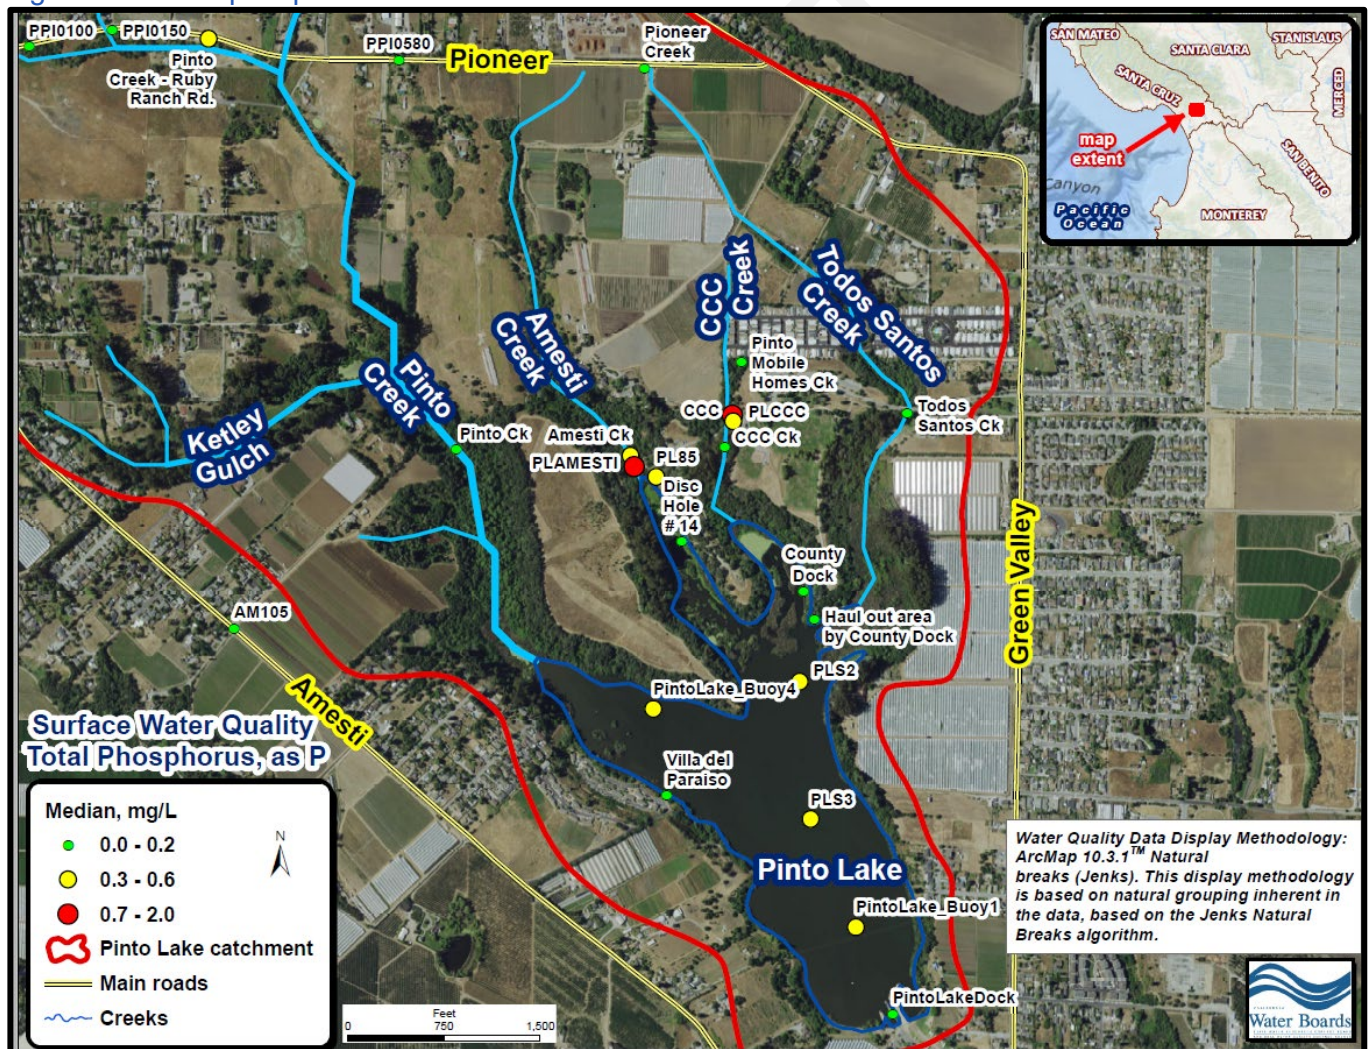 PPI0100
PPI0150
Pinto
Creek - Ruby
Ranch Rd.
PPI0580
Pioneer
Pioneer
Creek
SAN MATEO
SANTA CLARA
STANISLAUS
SANTA CRUZ
MERCED
map
extent
Canyon
Pacific
Ocean
SAN BENITO
MONTEREY
CCC
Creek
Todos Santos
Creek
Amesti
Creek
Pinto
Creek
Ketley
Gulch
Pinto
Mobile
Homes Ck
CCC
PLCCC
CCC Ck
Todos
Santos Ck
Pinto Ck
Amesti Ck
PLAMESTI
PL85
Disc
Hole
# 14
County
Dock
Haul out area
by County Dock
Green Valley
AM105
PLS2
PintoLake_Buoy4
Amesti
Villa del
Paraiso
PLS3
Pinto Lake
PintoLake_Buoy1
PintoLakeDock
Surface Water Quality
Total Phosphorus, as P
Median, mg/L
0.0 - 0.2
0.3 - 0.6
0.7 - 2.0
Pinto Lake catchment
Main roads
Creeks
N
Feet
0 750 1,500
Water Quality Data Display Methodology:
ArcMap 10.3.1™ Natural
breaks (Jenks). This display methodology
is based on natural grouping inherent in
the data, based on the Jenks Natural
Breaks algorithm.
CALIFORNIA
Water Boards